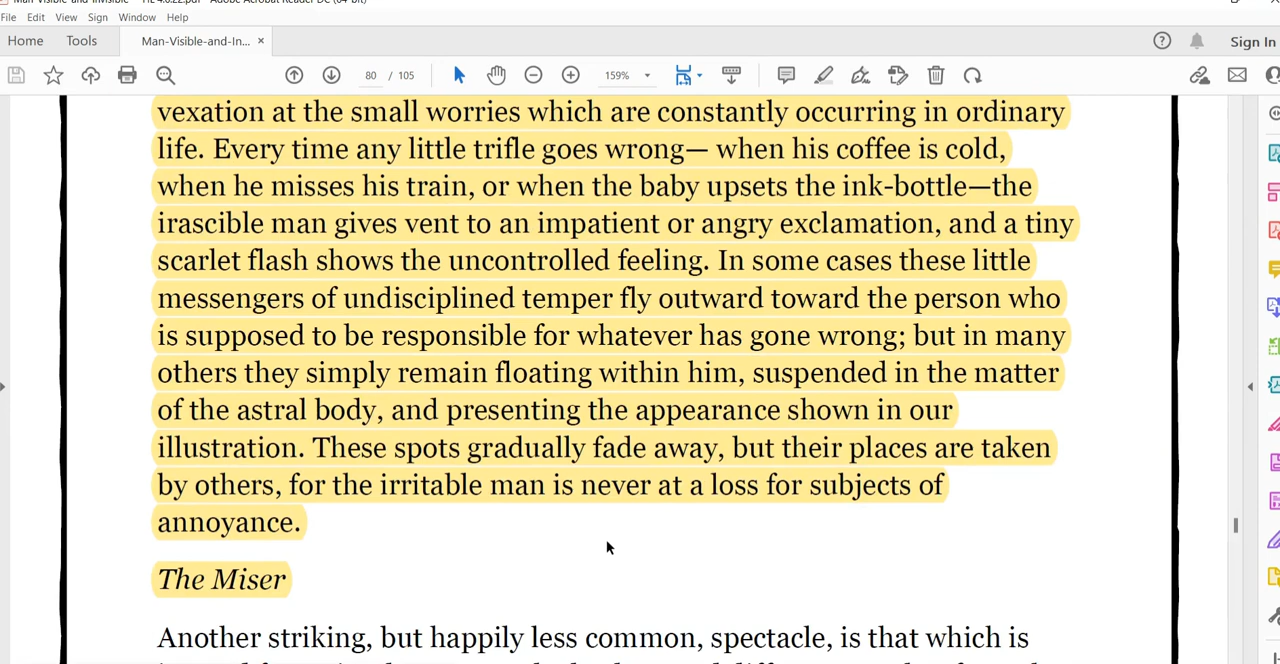 Man-Visible-and-Invisible
File Edit View Sign Window Help
Home Tools Man-Visible-and-In... × Sign In
80 / 105 159%
vexation at the small worries which are constantly occurring in ordinary
life. Every time any little trifle goes wrong— when his coffee is cold,
when he misses his train, or when the baby upsets the ink-bottle—the
irascible man gives vent to an impatient or angry exclamation, and a tiny
scarlet flash shows the uncontrolled feeling. In some cases these little
messengers of undisciplined temper fly outward toward the person who
is supposed to be responsible for whatever has gone wrong; but in many
others they simply remain floating within him, suspended in the matter
of the astral body, and presenting the appearance shown in our
illustration. These spots gradually fade away, but their places are taken
by others, for the irritable man is never at a loss for subjects of
annoyance.
The Miser
Another striking, but happily less common, spectacle, is that which is